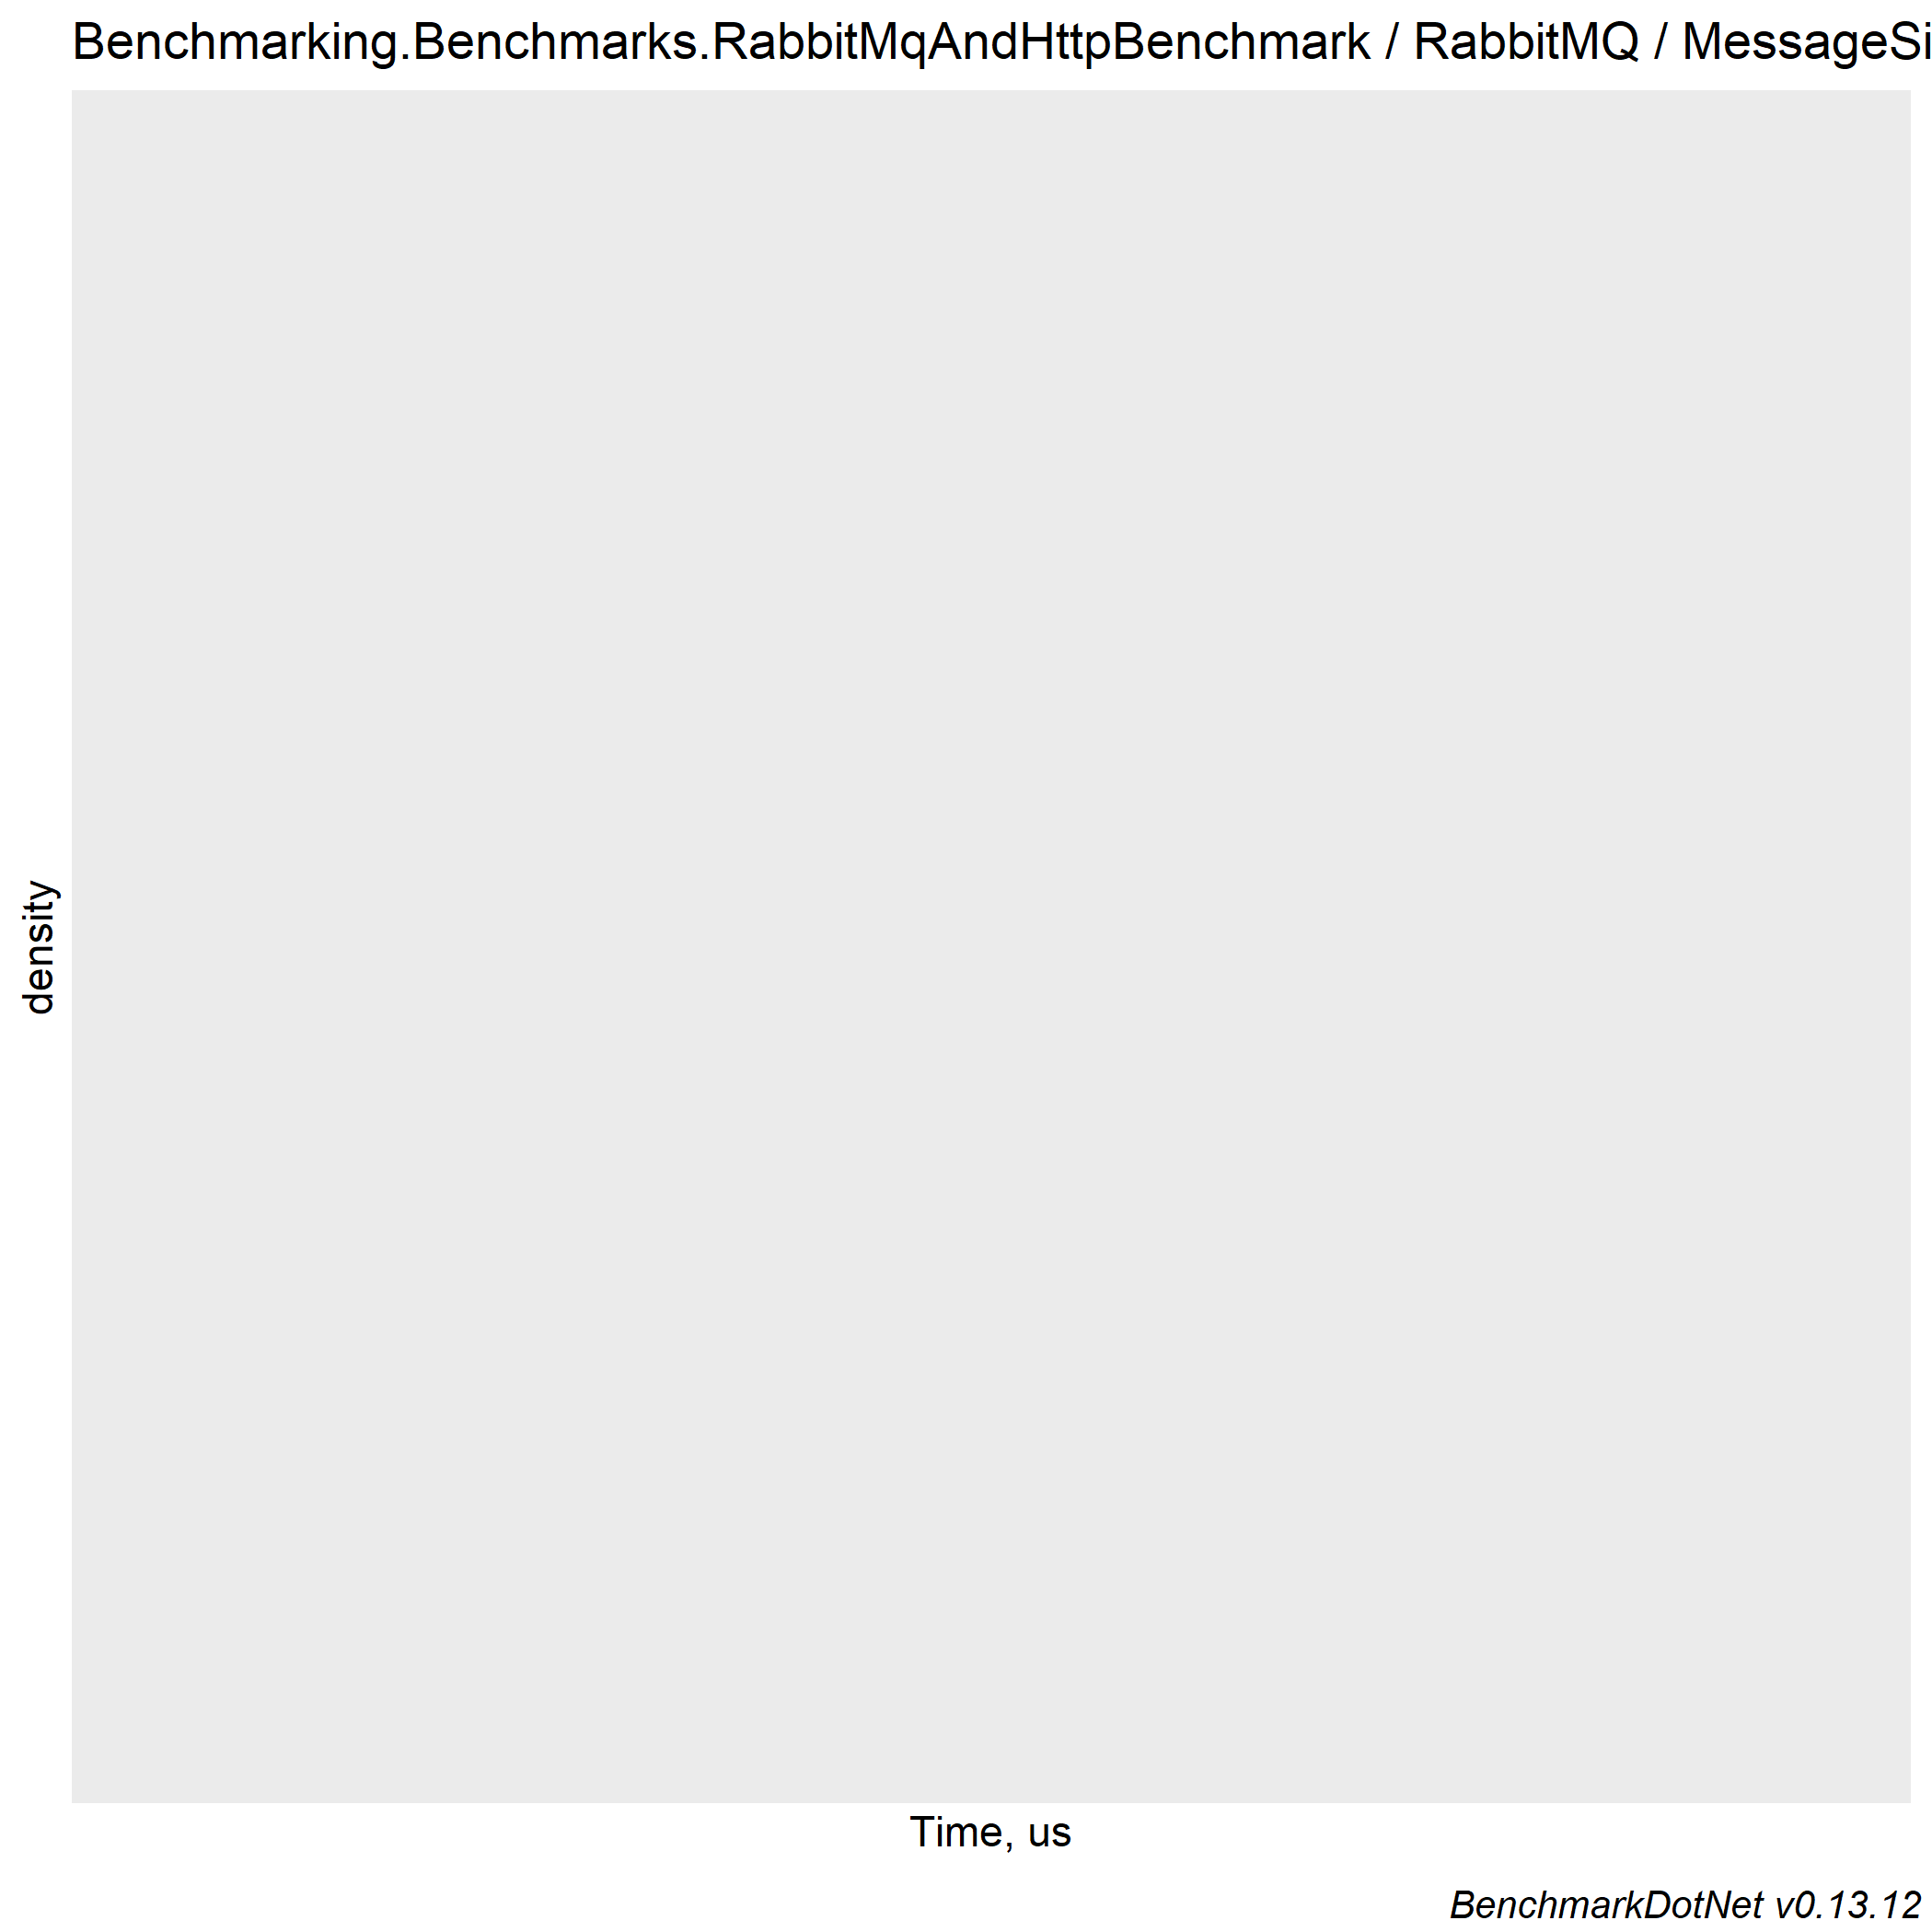 Benchmarking.Benchmarks.RabbitMqAndHttpBenchmark / RabbitMQ / MessageSi
density
Time, us
BenchmarkDotNet v0.13.12